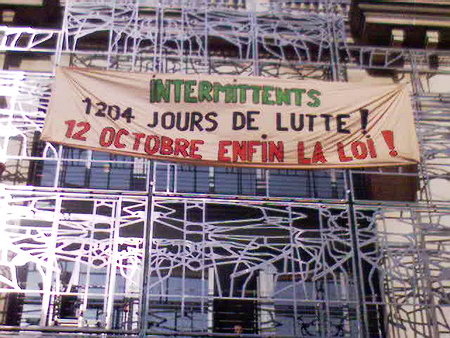 INTERMITTENTS
1204 JOURS DE LUTTE !
12 OCTOBRE ENFIN LA LOI !